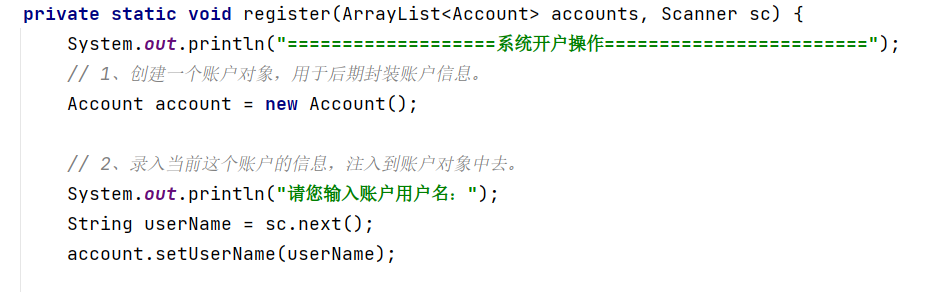 private static void register(ArrayList<Account> accounts, Scanner sc) {
    System.out.println("===================系统开户操作========================");
    // 1、创建一个账户对象，用于后期封装账户信息。
    Account account = new Account();
    // 2、录入当前这个账户的信息，注入到账户对象中去。
    System.out.println("请您输入账户用户名：");
    String userName = sc.next();
    account.setUserName(userName);